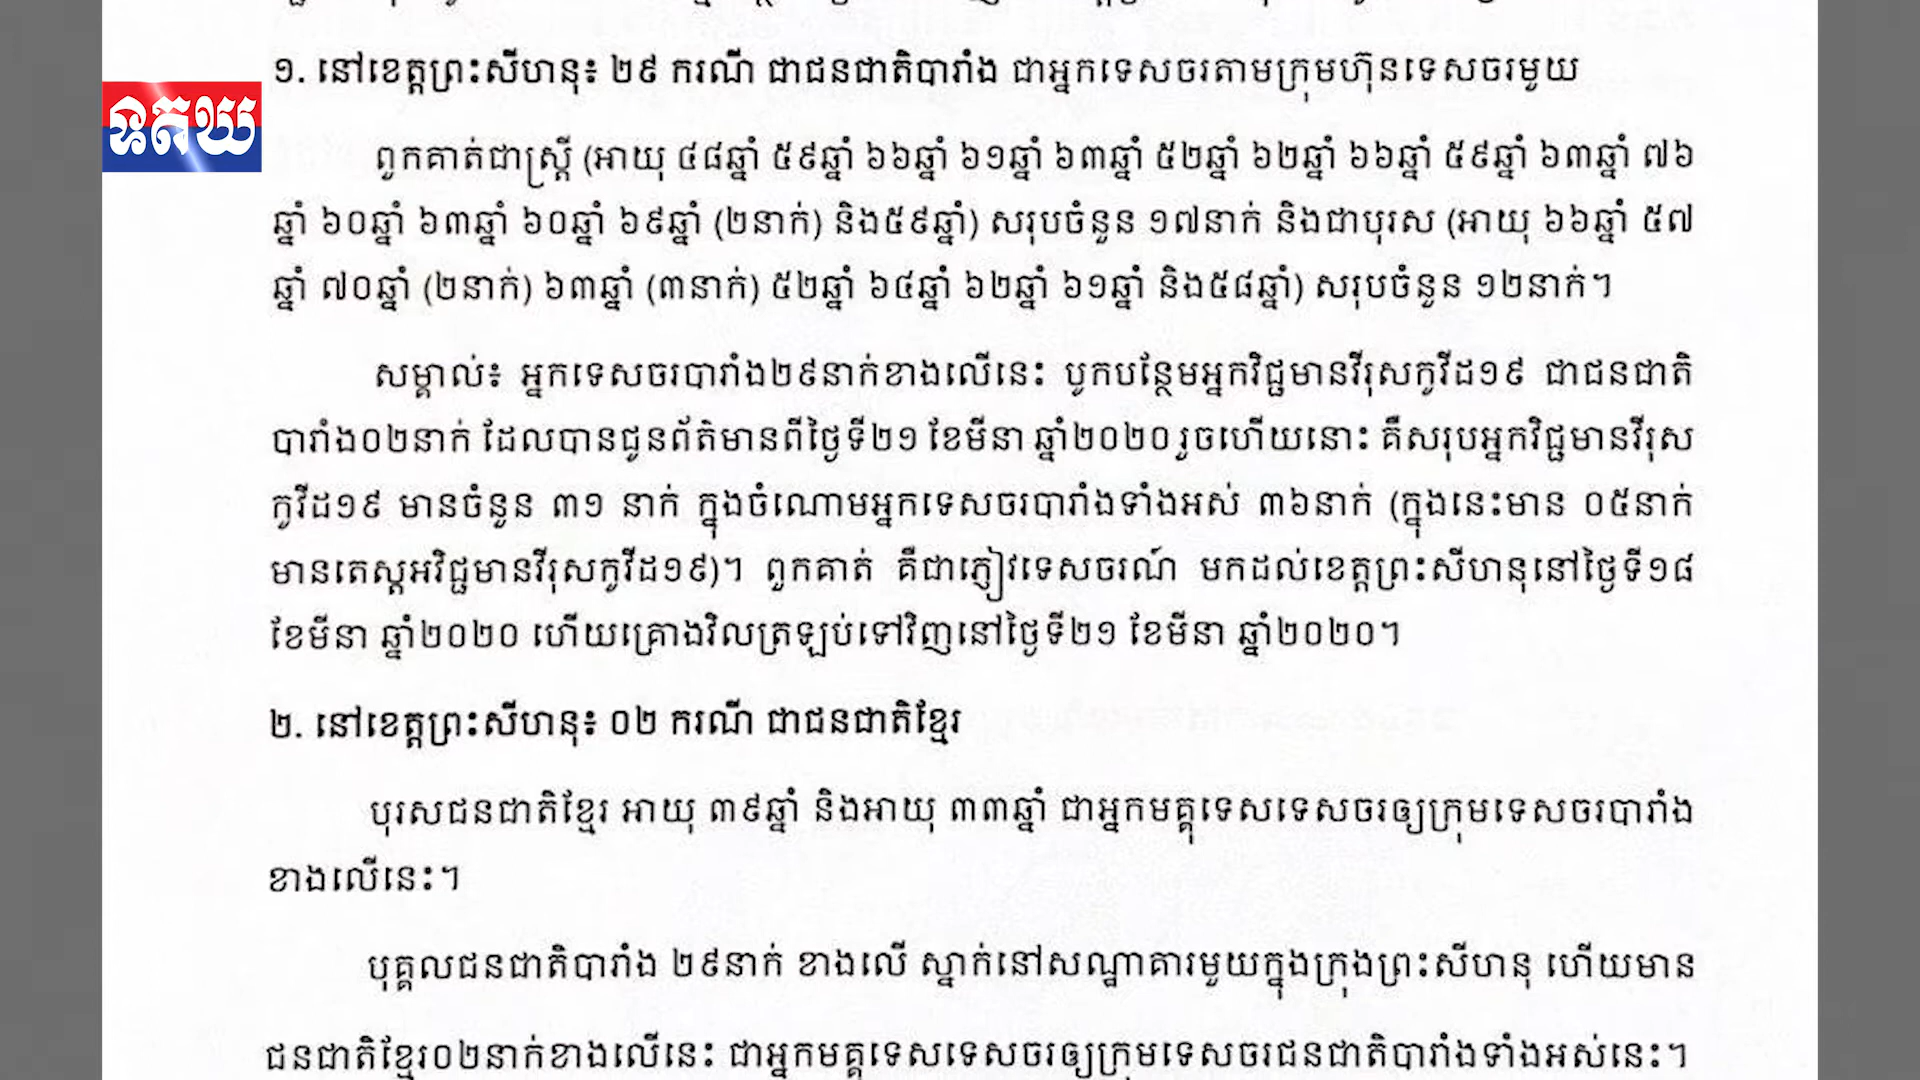 ១. នៅខេត្តព្រះសីហនុ៖ ២៩ ករណី ជាជនជាតិបារាំង ជាអ្នកទេសចរតាមក្រុមហ៊ុនទេសចរមួយ
ឧតឃ
ពួកគាត់ជាស្រ្តី (អាយុ ៤៨ឆ្នាំ ៥៩ឆ្នាំ ៦៦ឆ្នាំ ៦១ឆ្នាំ ៦៣ឆ្នាំ ៥២ឆ្នាំ ៦២ឆ្នាំ ៦៦ឆ្នាំ ៥៩ឆ្នាំ ៦៣ឆ្នាំ ៧៦
ឆ្នាំ ៦០ឆ្នាំ ៦៣ឆ្នាំ ៦០ឆ្នាំ ៦៩ឆ្នាំ (២នាក់) និង៥៩ឆ្នាំ) សរុបចំនួន ១៧នាក់ និងជាបុរស (អាយុ ៦៦ឆ្នាំ ៥៧
ឆ្នាំ ៧០ឆ្នាំ (២នាក់) ៦៣ឆ្នាំ (៣នាក់) ៥២ឆ្នាំ ៦៤ឆ្នាំ ៦២ឆ្នាំ ៦១ឆ្នាំ និង៥៨ឆ្នាំ) សរុបចំនួន ១២នាក់។
សម្គាល់៖ អ្នកទេសចរបារាំង២៩នាក់ខាងលើនេះ បូកបន្ថែមអ្នកវិជ្ជមានវីរុសកូវីដ១៩ ជាជនជាតិ
បារាំង០២នាក់ ដែលបានជូនព័ត៌មានពីថ្ងៃទី២១ ខែមីនា ឆ្នាំ២០២០ រួចហើយនោះ គឺសរុបអ្នកវិជ្ជមានវីរុស
កូវីដ១៩ មានចំនួន ៣១ នាក់ ក្នុងចំណោមអ្នកទេសចរបារាំងទាំងអស់ ៣៦នាក់ (ក្នុងនេះមាន ០៥នាក់
មានតេស្តអវិជ្ជមានវីរុសកូវីដ១៩)។ ពួកគាត់ គឺជាភ្ញៀវទេសចរណ៍ មកដល់ខេត្តព្រះសីហនុនៅថ្ងៃទី១៨
ខែមីនា ឆ្នាំ២០២០ ហើយគ្រោងវិលត្រឡប់ទៅវិញនៅថ្ងៃទី២១ ខែមីនា ឆ្នាំ២០២០។
២. នៅខេត្តព្រះសីហនុ៖ ០២ ករណី ជាជនជាតិខ្មែរ
បុរសជនជាតិខ្មែរ អាយុ ៣៩ឆ្នាំ និងអាយុ ៣៣ឆ្នាំ ជាអ្នកមគ្គុទេសទេសចរឲ្យក្រុមទេសចរបារាំង
ខាងលើនេះ។
បុគ្គលជនជាតិបារាំង ២៩នាក់ ខាងលើ ស្នាក់នៅសណ្ឋាគារមួយក្នុងក្រុងព្រះសីហនុ ហើយមាន
ជនជាតិខ្មែរ០២នាក់ខាងលើនេះ ជាអ្នកមគ្គុទេសទេសចរឲ្យក្រុមទេសចរជនជាតិបារាំងទាំងអស់នេះ។